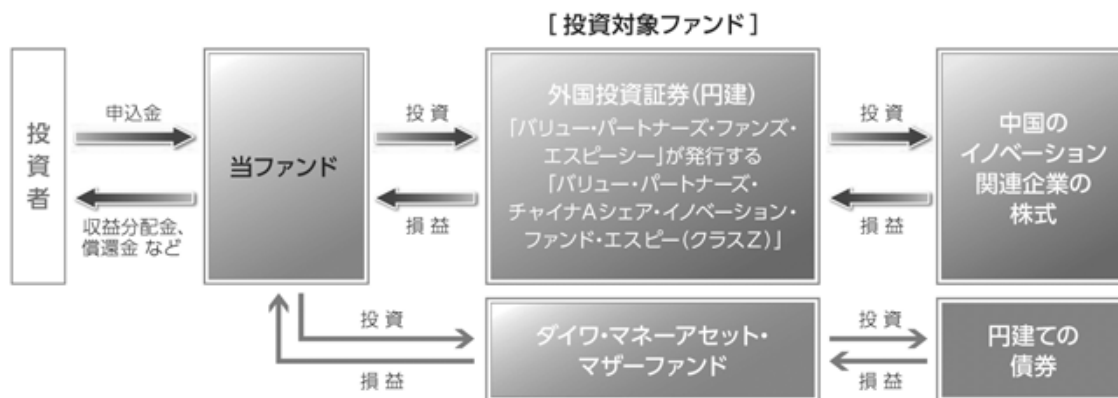 [投資対象ファンド]
投資者
申込金
収益分配金、
償還金 など
当ファンド
投 資
損 益
外国投資証券(円建)
「バリュー・パートナーズ・ファンズ・
エスピーシー」が発行する
「バリュー・パートナーズ・
チャイナAシェア・イノベーション・
ファンド・エスピー(クラスZ)」
投 資
損 益
中国の
イノベーション
関連企業の
株式
投 資
損 益
ダイワ・マネーアセット・
マザーファンド
投 資
損 益
円建ての
債券